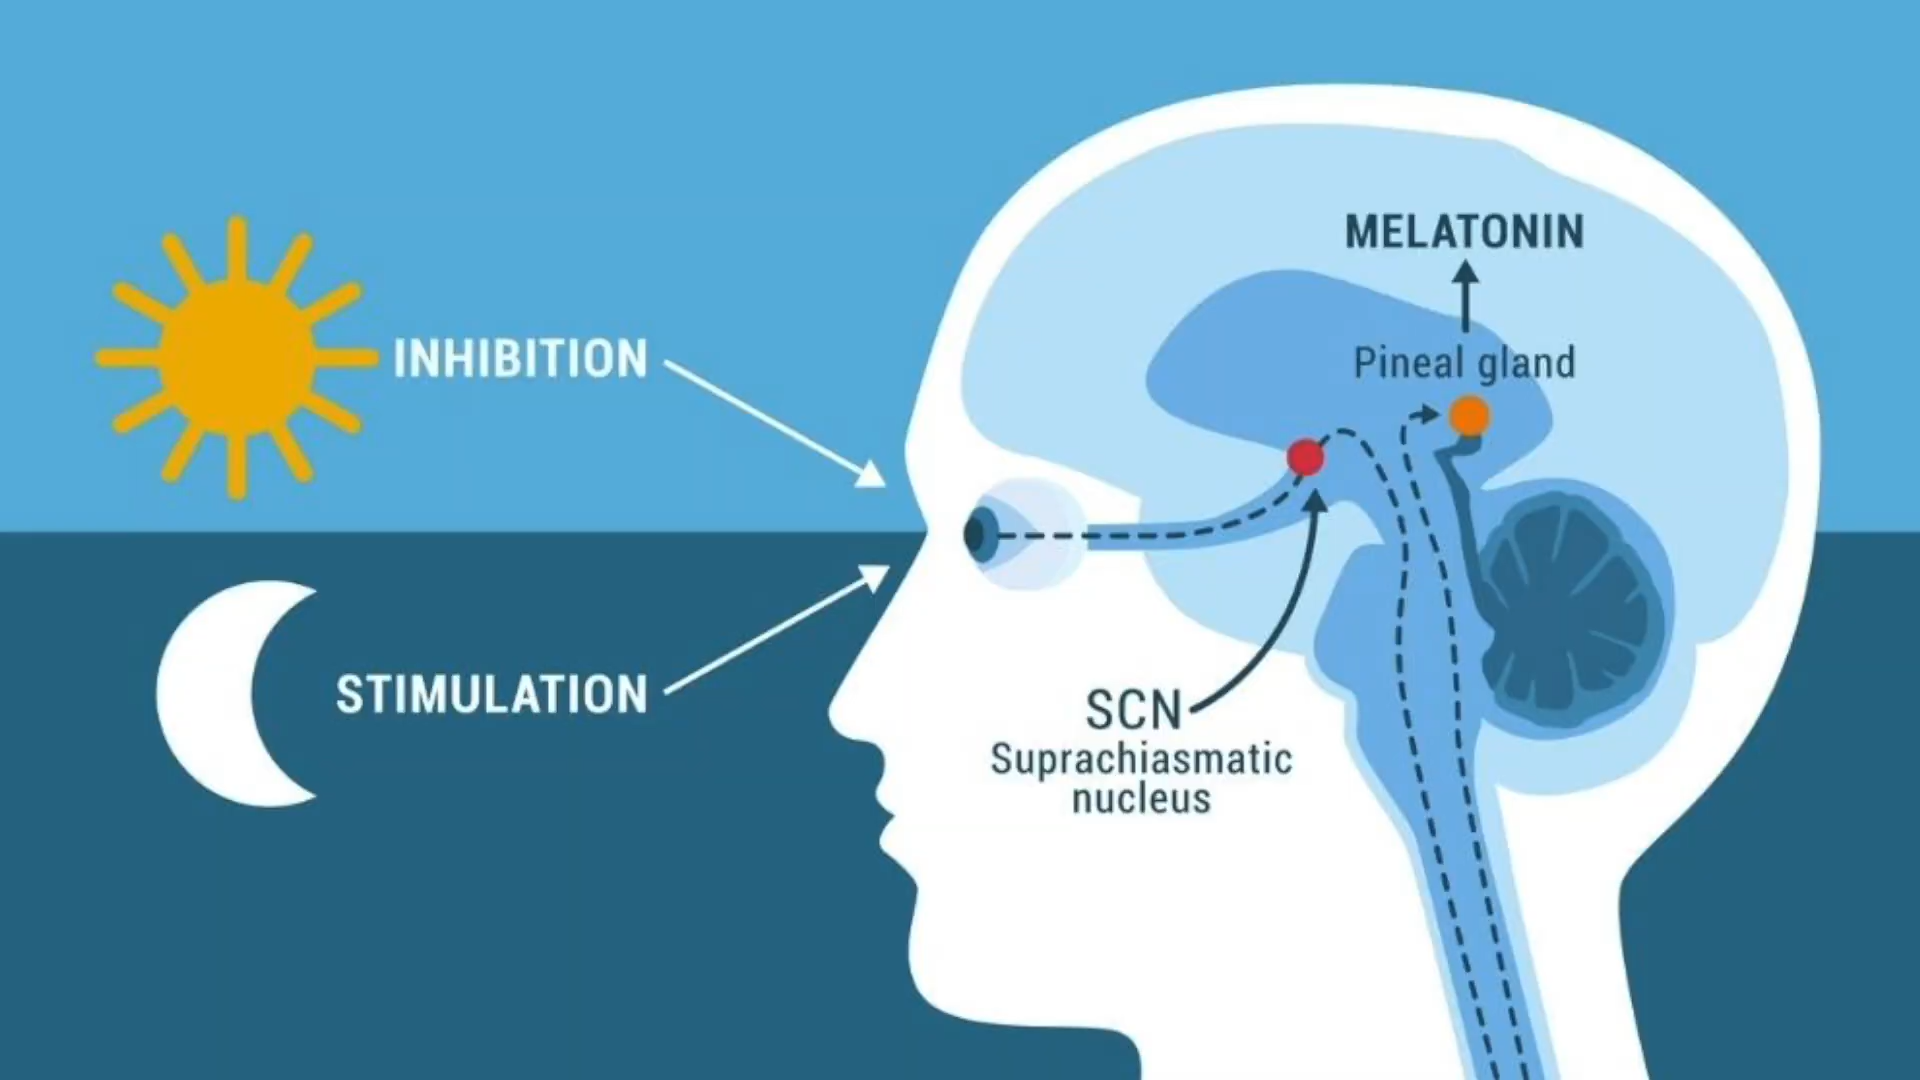 MELATONIN
Pineal gland
INHIBITION
STIMULATION
SCN
Suprachiasmatic
nucleus